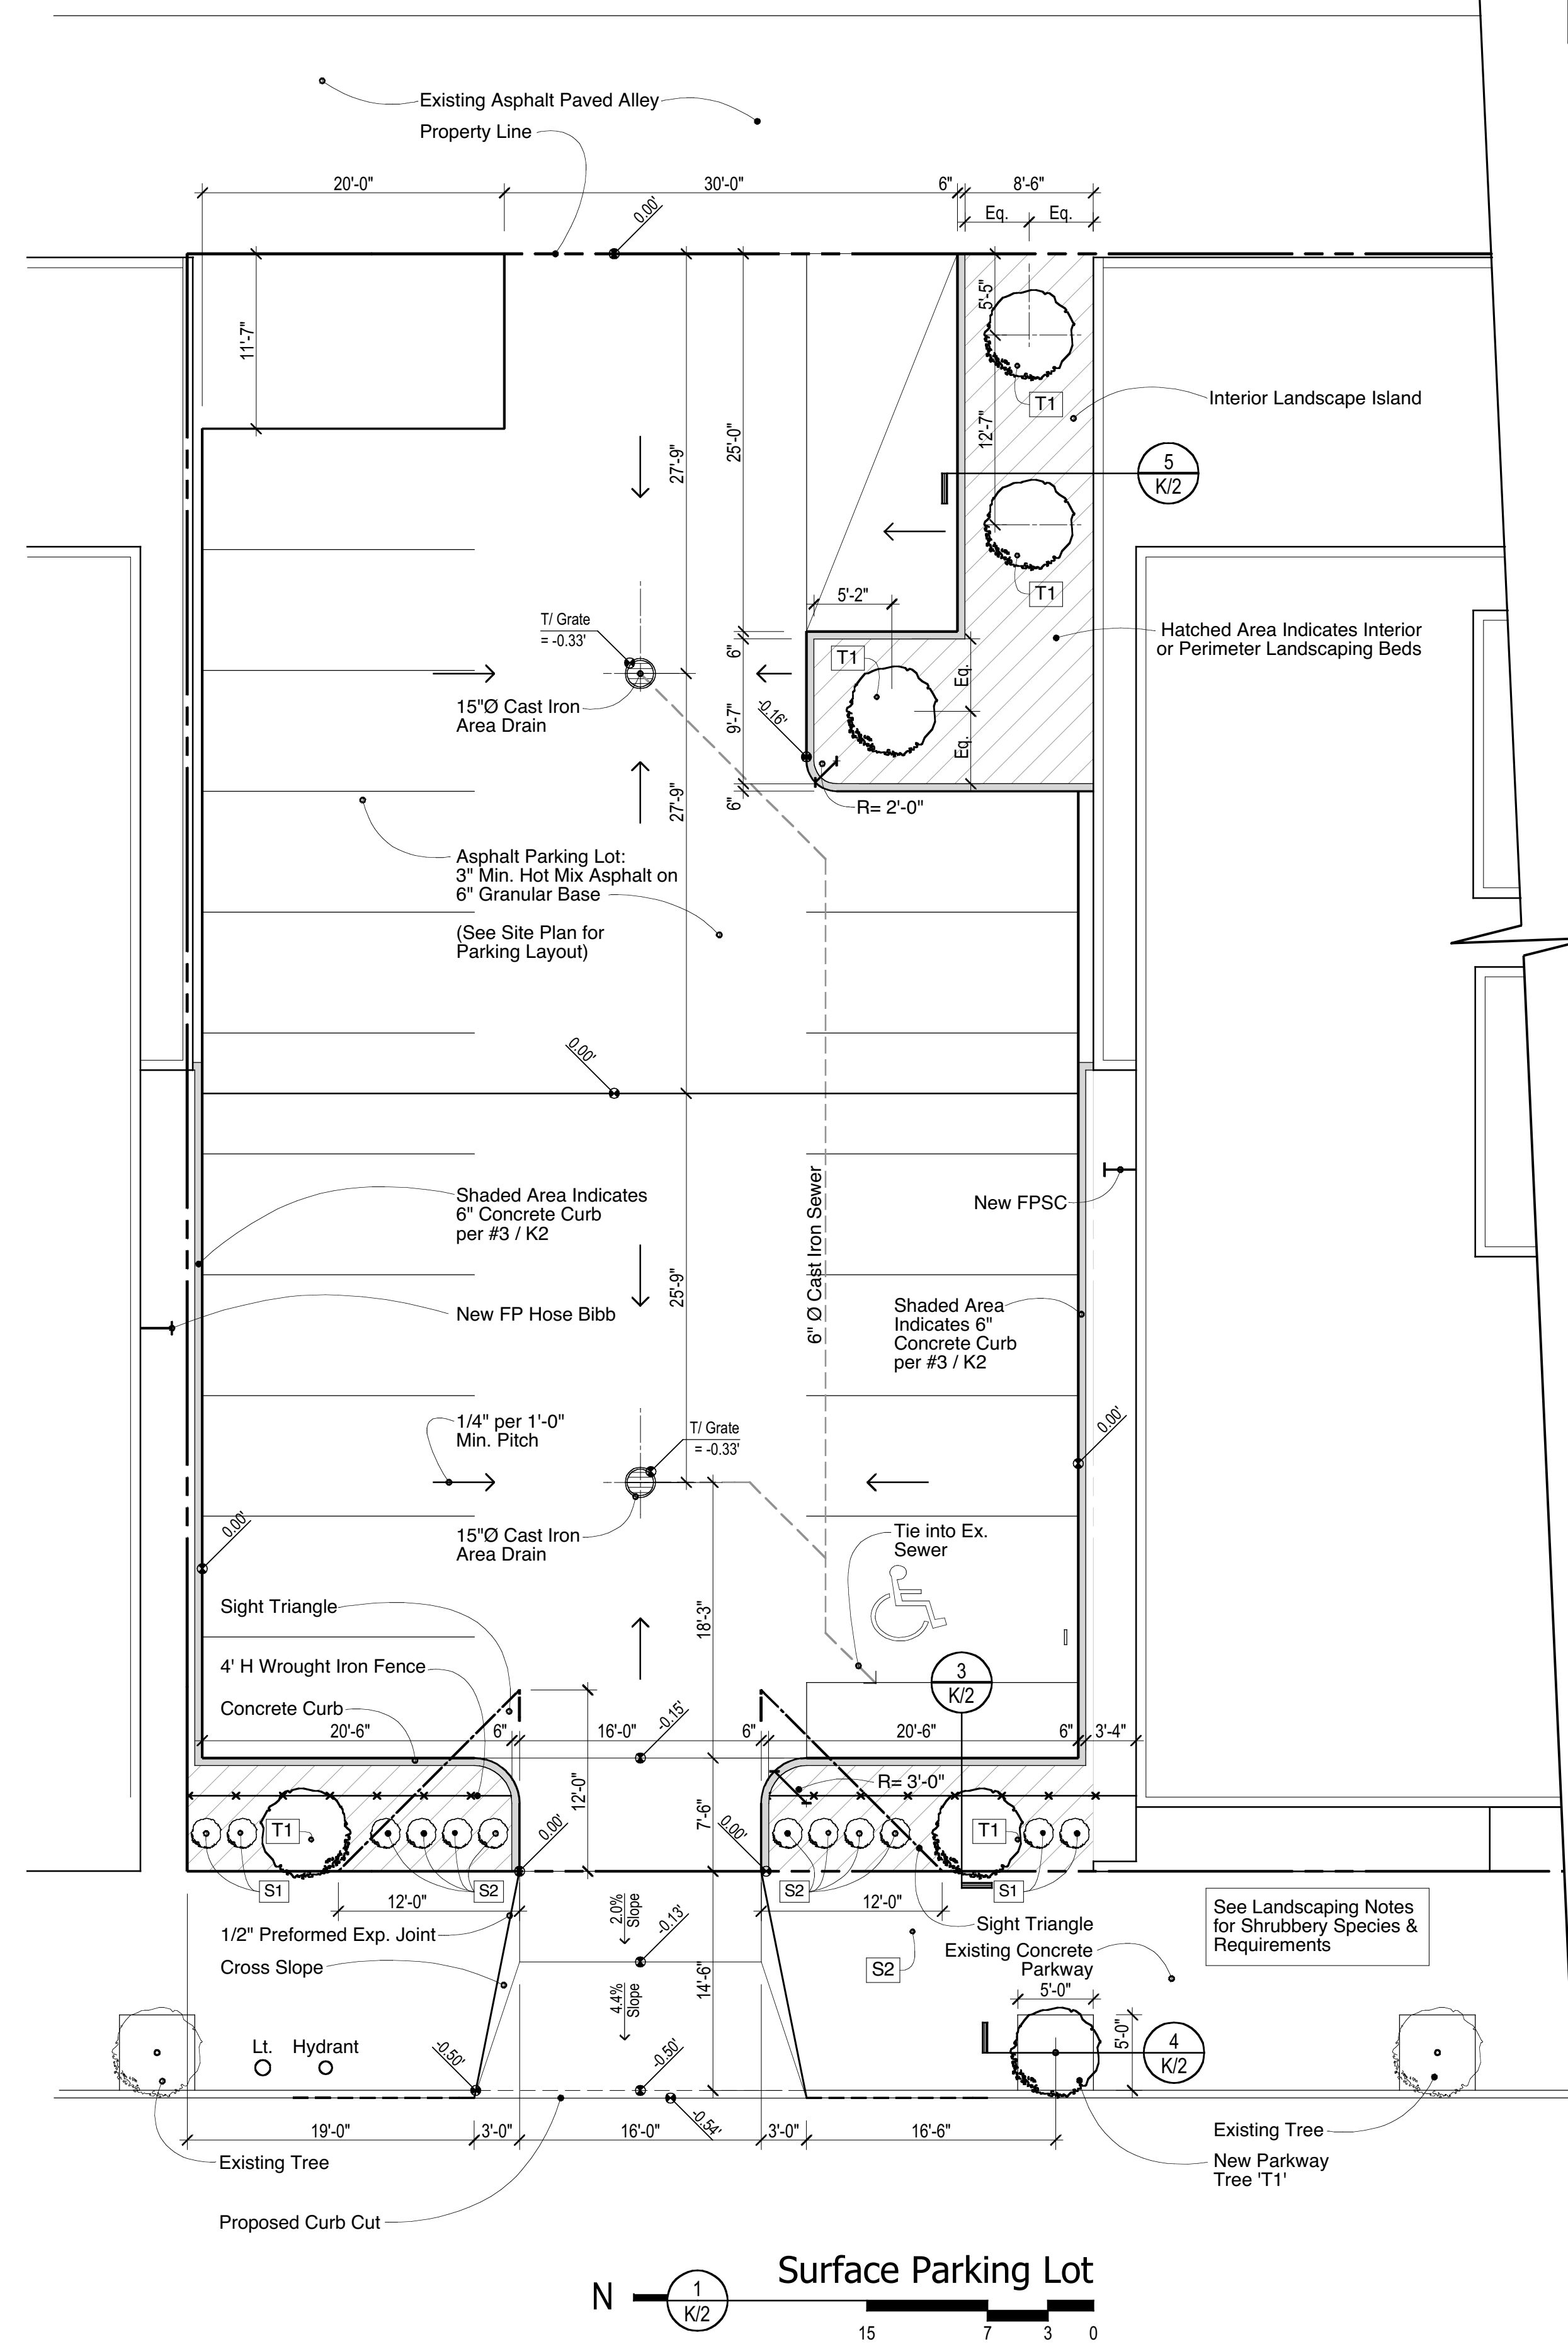 Existing Asphalt Paved Alley
Property Line
20'-0"
30'-0"
6"
8'-6"
Eq.
Eq.
0.00'
11'-7"
5'-5"
T1
Interior Landscape Island
12'-7"
25'-0"
27'-9"
5
K/2
T1
5'-2"
T/ Grate
= -0.33'
Hatched Area Indicates Interior
or Perimeter Landscaping Beds
6"
T1
Eq.
15"Ø Cast Iron
Area Drain
9'-7"
-0.16'
Eq.
6"
R= 2'-0"
27'-9"
Asphalt Parking Lot:
3" Min. Hot Mix Asphalt on
6" Granular Base
(See Site Plan for
Parking Layout)
0.00'
6" Ø Cast Iron Sewer
Shaded Area Indicates
6" Concrete Curb
per #3 / K2
New FPSC
25'-9"
New FP Hose Bibb
Shaded Area
Indicates 6"
Concrete Curb
per #3 / K2
1/4" per 1'-0"
Min. Pitch
T/ Grate
= -0.33'
0.00'
0.00'
15"Ø Cast Iron
Area Drain
Tie into Ex.
Sewer
Sight Triangle
18'-3"
4' H Wrought Iron Fence
3
K/2
Concrete Curb
20'-6"
6"
16'-0"
-0.15'
6"
20'-6"
6"
3'-4"
12'-0"
R= 3'-0"
7'-6"
T1
0.00'
0.00'
T1
S1
S2
S2
S1
12'-0"
12'-0"
2.0%
Slope
-0.13'
1/2" Preformed Exp. Joint
Sight Triangle
See Landscaping Notes
for Shrubbery Species &
Requirements
Cross Slope
S2
Existing Concrete
Parkway
4.4%
Slope
14'-6"
5'-0"
5'-0"
Lt.
Hydrant
-0.50'
-0.50'
4
K/2
-0.54'
19'-0"
3'-0"
16'-0"
3'-0"
16'-6"
Existing Tree
Existing Tree
New Parkway
Tree 'T1'
Proposed Curb Cut
Surface Parking Lot
N
1
K/2
15
7
3
0